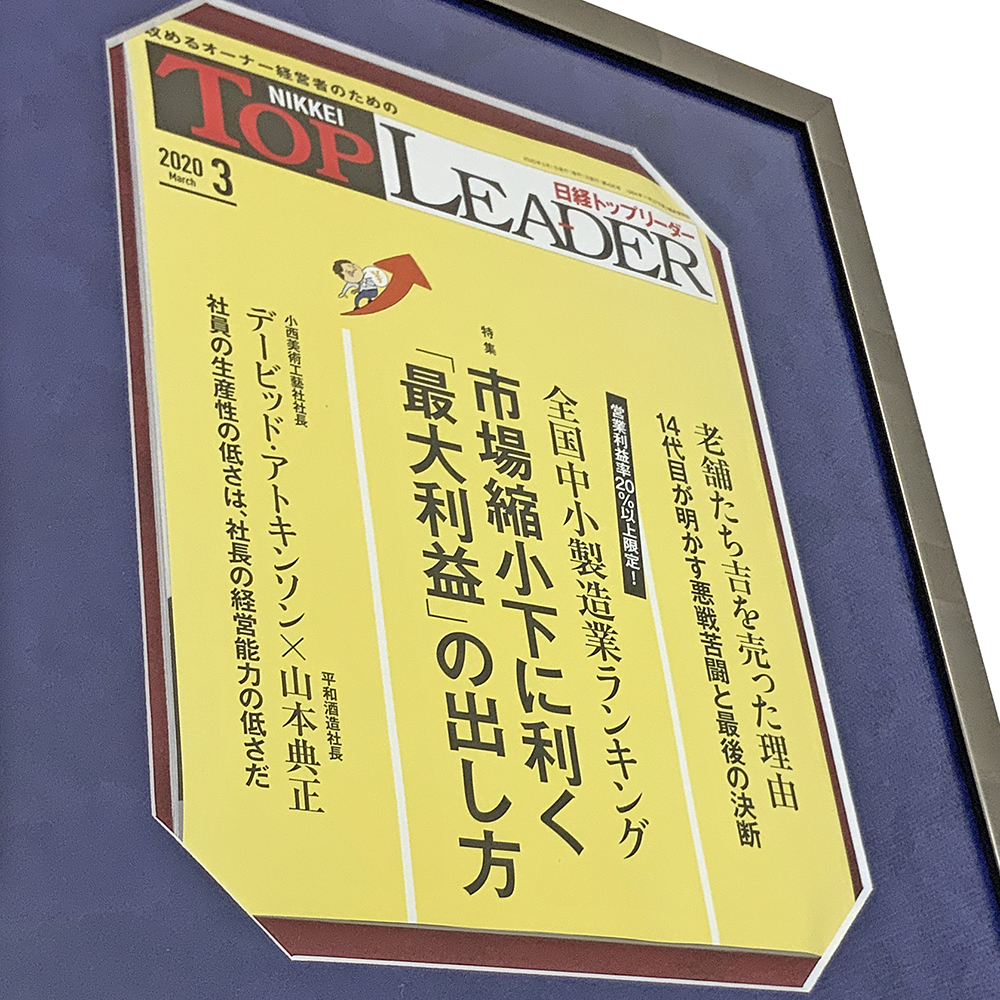 攻めるオーナー経営者のための
NIKKEI
TOP LEADER
日経トップリーダー
2020 3
March
老舗たち吉を売った理由
14代目が明かす悪戦苦闘と最後の決断
営業利益率20%以上限定！
全国中小製造業ランキング
特集
市場縮小下に利く
「最大利益」の出し方
平和酒造社長
小西美術工藝社社長
デービッド・アトキンソン×山本典正
社員の生産性の低さは、社長の経営能力の低さだ